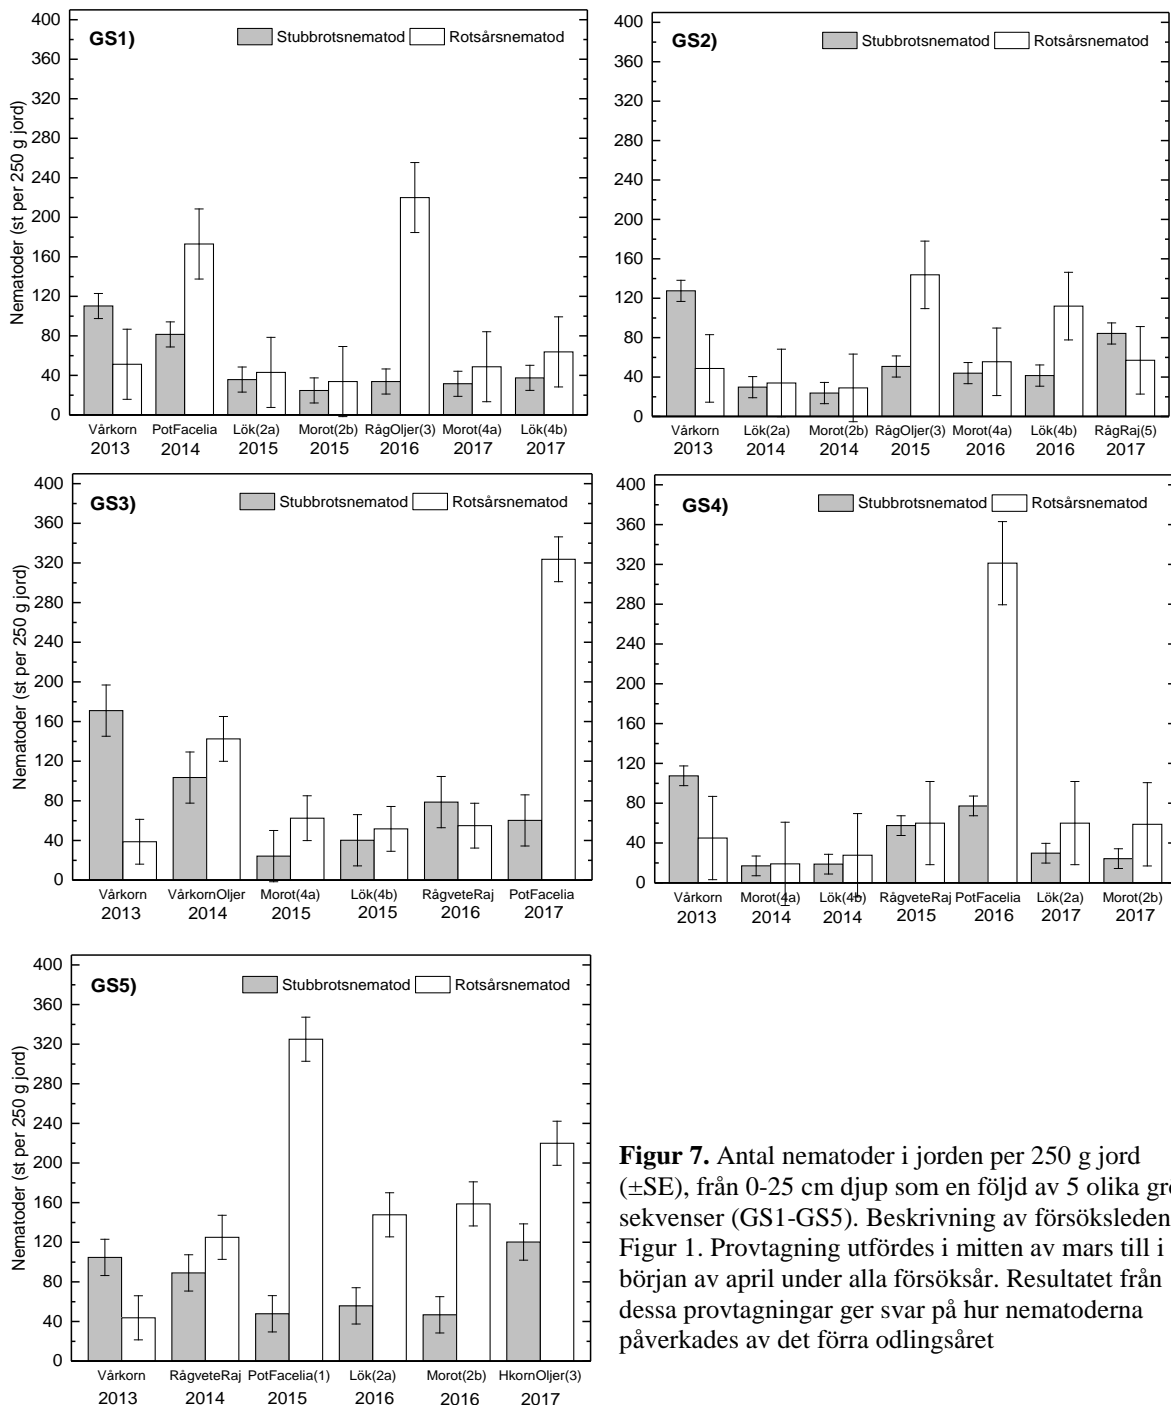 GS1)
Stubbrotsnematod Rotsårsnematod
Nematoder (st per 250 g jord)
400
360
320
280
240
200
160
120
80
40
0
Vårkorn PotFacelia Lök(2a) Morot(2b) RågOljer(3) Morot(4a) Lök(4b)
2013 2014 2015 2015 2016 2017 2017
GS2)
Stubbrotsnematod Rotsårsnematod
400
360
320
280
240
200
160
120
80
40
0
Vårkorn Lök(2a) Morot(2b) RågOljer(3) Morot(4a) Lök(4b) RågRaj(5)
2013 2014 2014 2015 2016 2016 2017
GS3)
Stubbrotsnematod Rotsårsnematod
Nematoder (st per 250 g jord)
400
360
320
280
240
200
160
120
80
40
0
Vårkorn VårkornOljer Morot(4a) Lök(4b) RågveteRaj PotFacelia
2013 2014 2015 2015 2016 2017
GS4)
Stubbrotsnematod Rotsårsnematod
400
360
320
280
240
200
160
120
80
40
0
Vårkorn Morot(4a) Lök(4b) RågveteRaj PotFacelia Lök(2a) Morot(2b)
2013 2014 2014 2015 2016 2017 2017
GS5)
Stubbrotsnematod Rotsårsnematod
Nematoder (st per 250 g jord)
400
360
320
280
240
200
160
120
80
40
0
Vårkorn RågveteRaj PotFacelia(1) Lök(2a) Morot(2b) HkornOljer(3)
2013 2014 2015 2016 2016 2017
Figur 7. Antal nematoder i jorden per 250 g jord
(±SE), från 0-25 cm djup som en följd av 5 olika
sekvenser (GS1-GS5). Beskrivning av försöksleden
Figur 1. Provtagning utfördes i mitten av mars till i
början av april under alla försöksår. Resultatet från
dessa provtagningar ger svar på hur nematoderna
påverkades av det förra odlingsåret